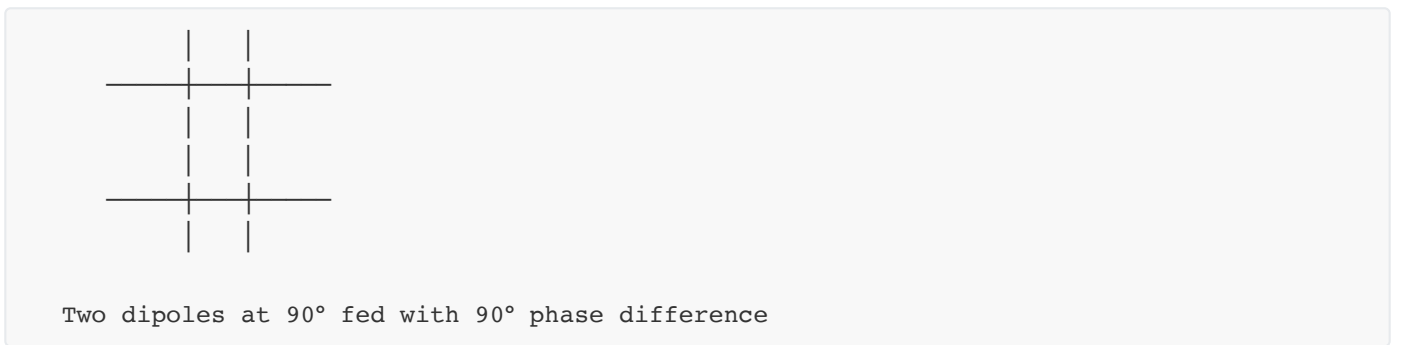 Two dipoles at 90° fed with 90° phase difference